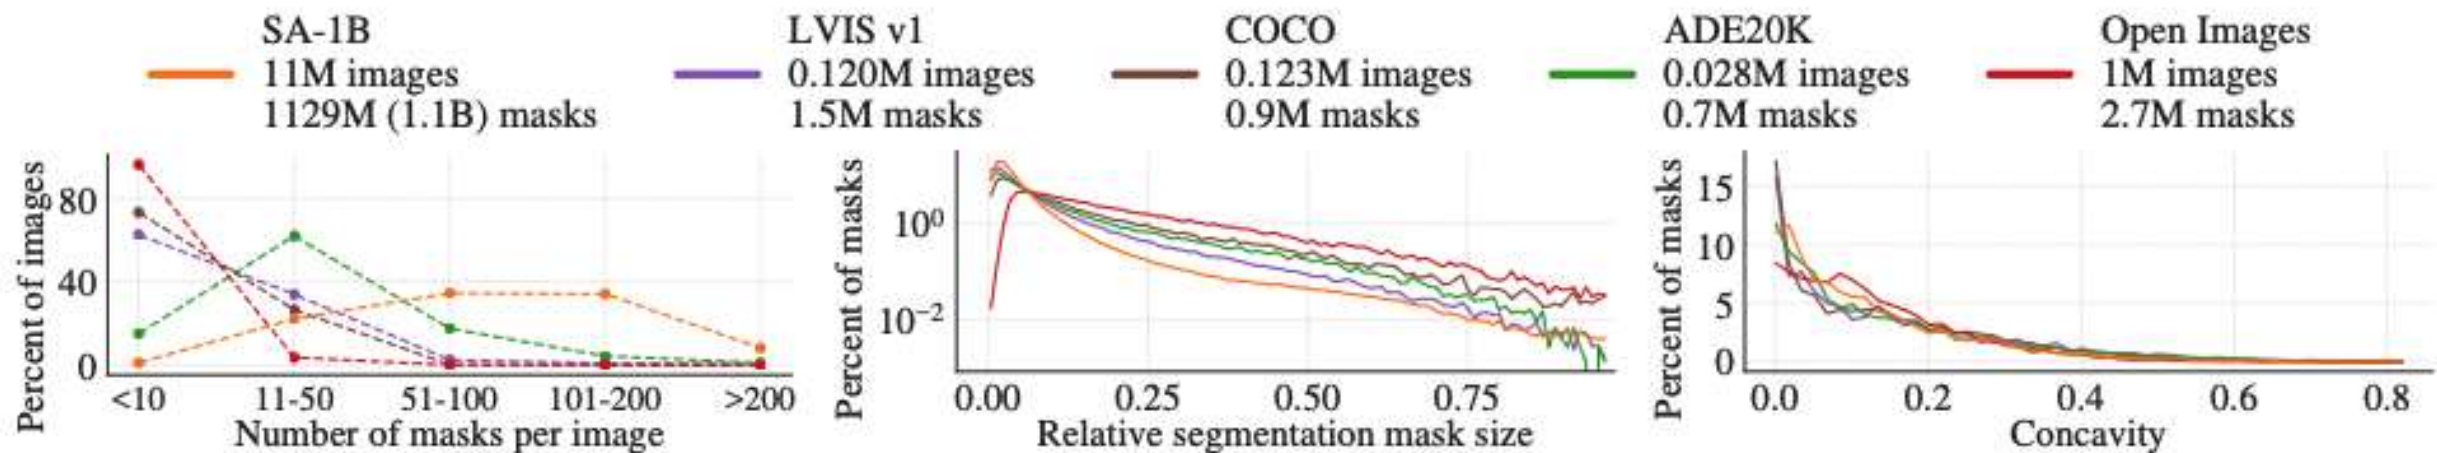 SA-1B
11M images
1129M (1.1B) masks
LVIS v1
0.120M images
1.5M masks
COCO
0.123M images
0.9M masks
ADE20K
0.028M images
0.7M masks
Open Images
1M images
2.7M masks
Percent of images
80
40
0
<10 11-50 51-100 101-200 >200
Number of masks per image
Percent of masks
10⁰
10⁻²
0.00 0.25 0.50 0.75
Relative segmentation mask size
Percent of masks
15
10
5
0
0.0 0.2 0.4 0.6 0.8
Concavity